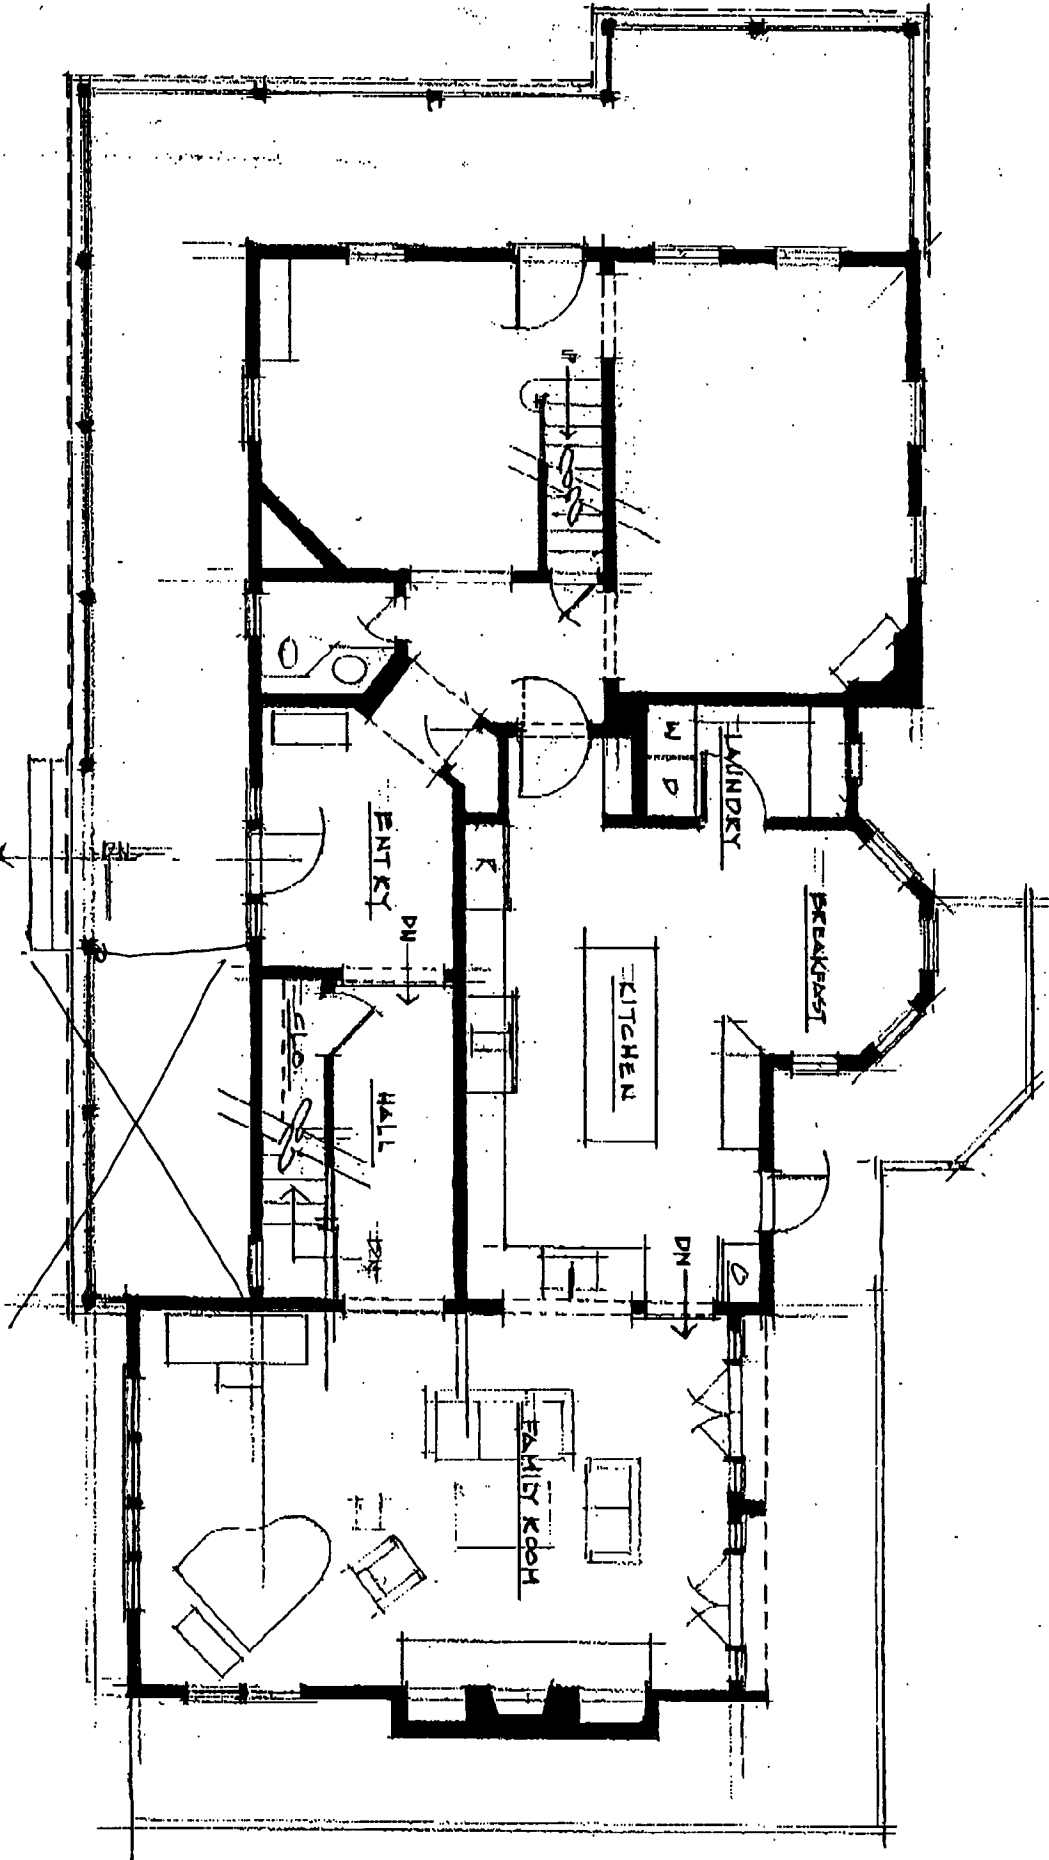 UP
W
D
LAUNDRY
ENTRY
R
BREAKFAST
DN
DN
KITCHEN
CLO.
HALL
DN
FAMILY ROOM